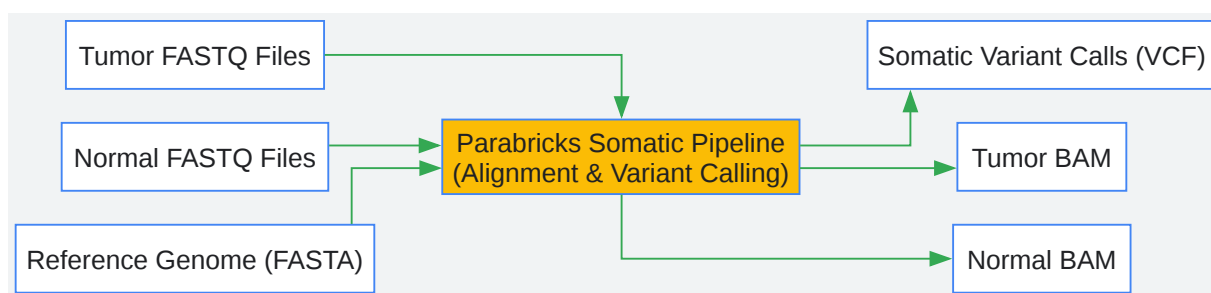 Tumor FASTQ Files
Somatic Variant Calls (VCF)
Normal FASTQ Files
Parabricks Somatic Pipeline
(Alignment & Variant Calling)
Tumor BAM
Reference Genome (FASTA)
Normal BAM